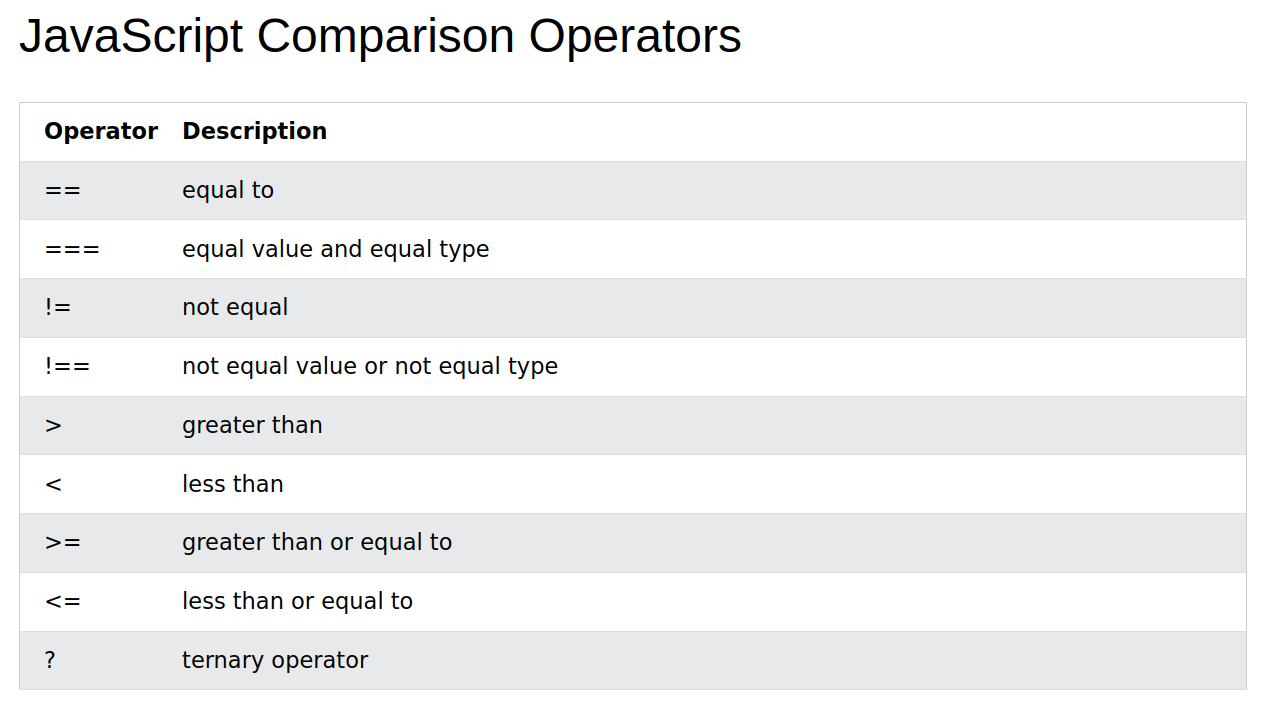 JavaScript Comparison Operators
Operator Description
== equal to
=== equal value and equal type
!= not equal
!== not equal value or not equal type
> greater than
< less than
>= greater than or equal to
<= less than or equal to
? ternary operator